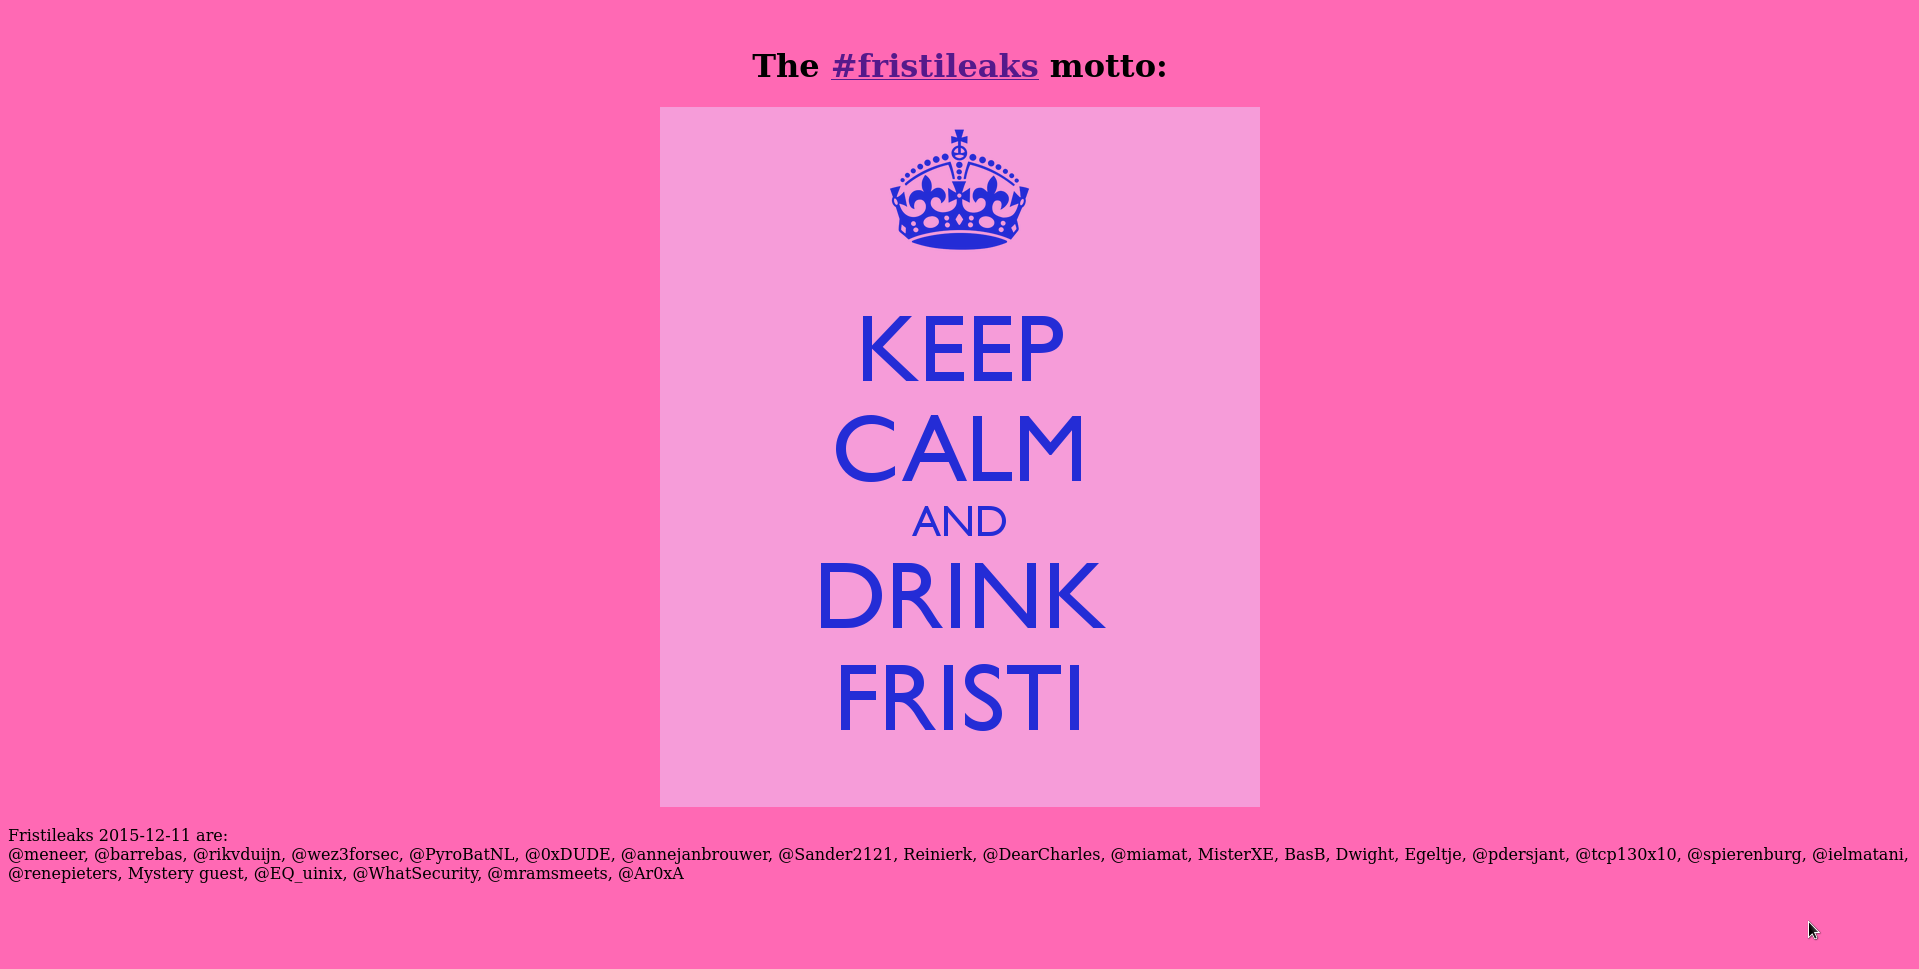 The #fristileaks motto:
KEEP
CALM
AND
DRINK
FRISTI
Fristileaks 2015-12-11 are:
@meneer, @barrebas, @rikvduijn, @wez3forsec, @PyroBatNL, @0xDUDE, @annejanbrouwer, @Sander2121, Reinierk, @DearCharles, @miamat, MisterXE, BasB, Dwight, Egeltje, @pdersjant, @tcp130x10, @spierenburg, @ielmatani,
@renepieters, Mystery guest, @EQ_uinix, @WhatSecurity, @mramsmeets, @Ar0xA